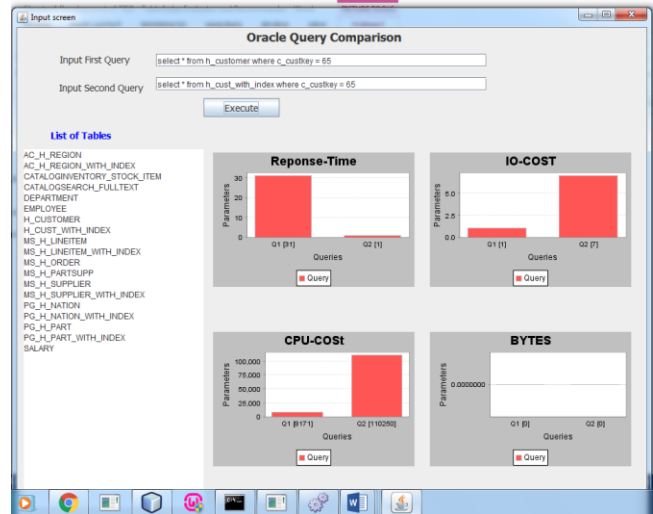 Input screen
Oracle Query Comparison
Input First Query
select * from h_customer where c_custkey = 65
Input Second Query
select * from h_cust_with_index where c_custkey = 65
Execute
List of Tables
AC_H_REGION
AC_H_REGION_WITH_INDEX
CATALOGINVENTORY_STOCK_ITEM
CATALOGSEARCH_FULLTEXT
DEPARTMENT
EMPLOYEE
H_CUSTOMER
H_CUST_WITH_INDEX
MS_H_LINEITEM
MS_H_LINEITEM_WITH_INDEX
MS_H_ORDER
MS_H_PARTSUPP
MS_H_SUPPLIER
MS_H_SUPPLIER_WITH_INDEX
PG_H_NATION
PG_H_NATION_WITH_INDEX
PG_H_PART
PG_H_PART_WITH_INDEX
SALARY
Reponse-Time
Parameters
30
20
10
0
Q1 [31] Q2 [1]
Queries
Query
IO-COST
Parameters
5.0
2.5
0.0
Q1 [1] Q2 [7]
Queries
Query
CPU-COSt
Parameters
100,000
75,000
50,000
25,000
0
Q1 [8171] Q2 [110280]
Queries
Query
BYTES
Parameters
0.0000000
Q1 [0] Q2 [0]
Queries
Query